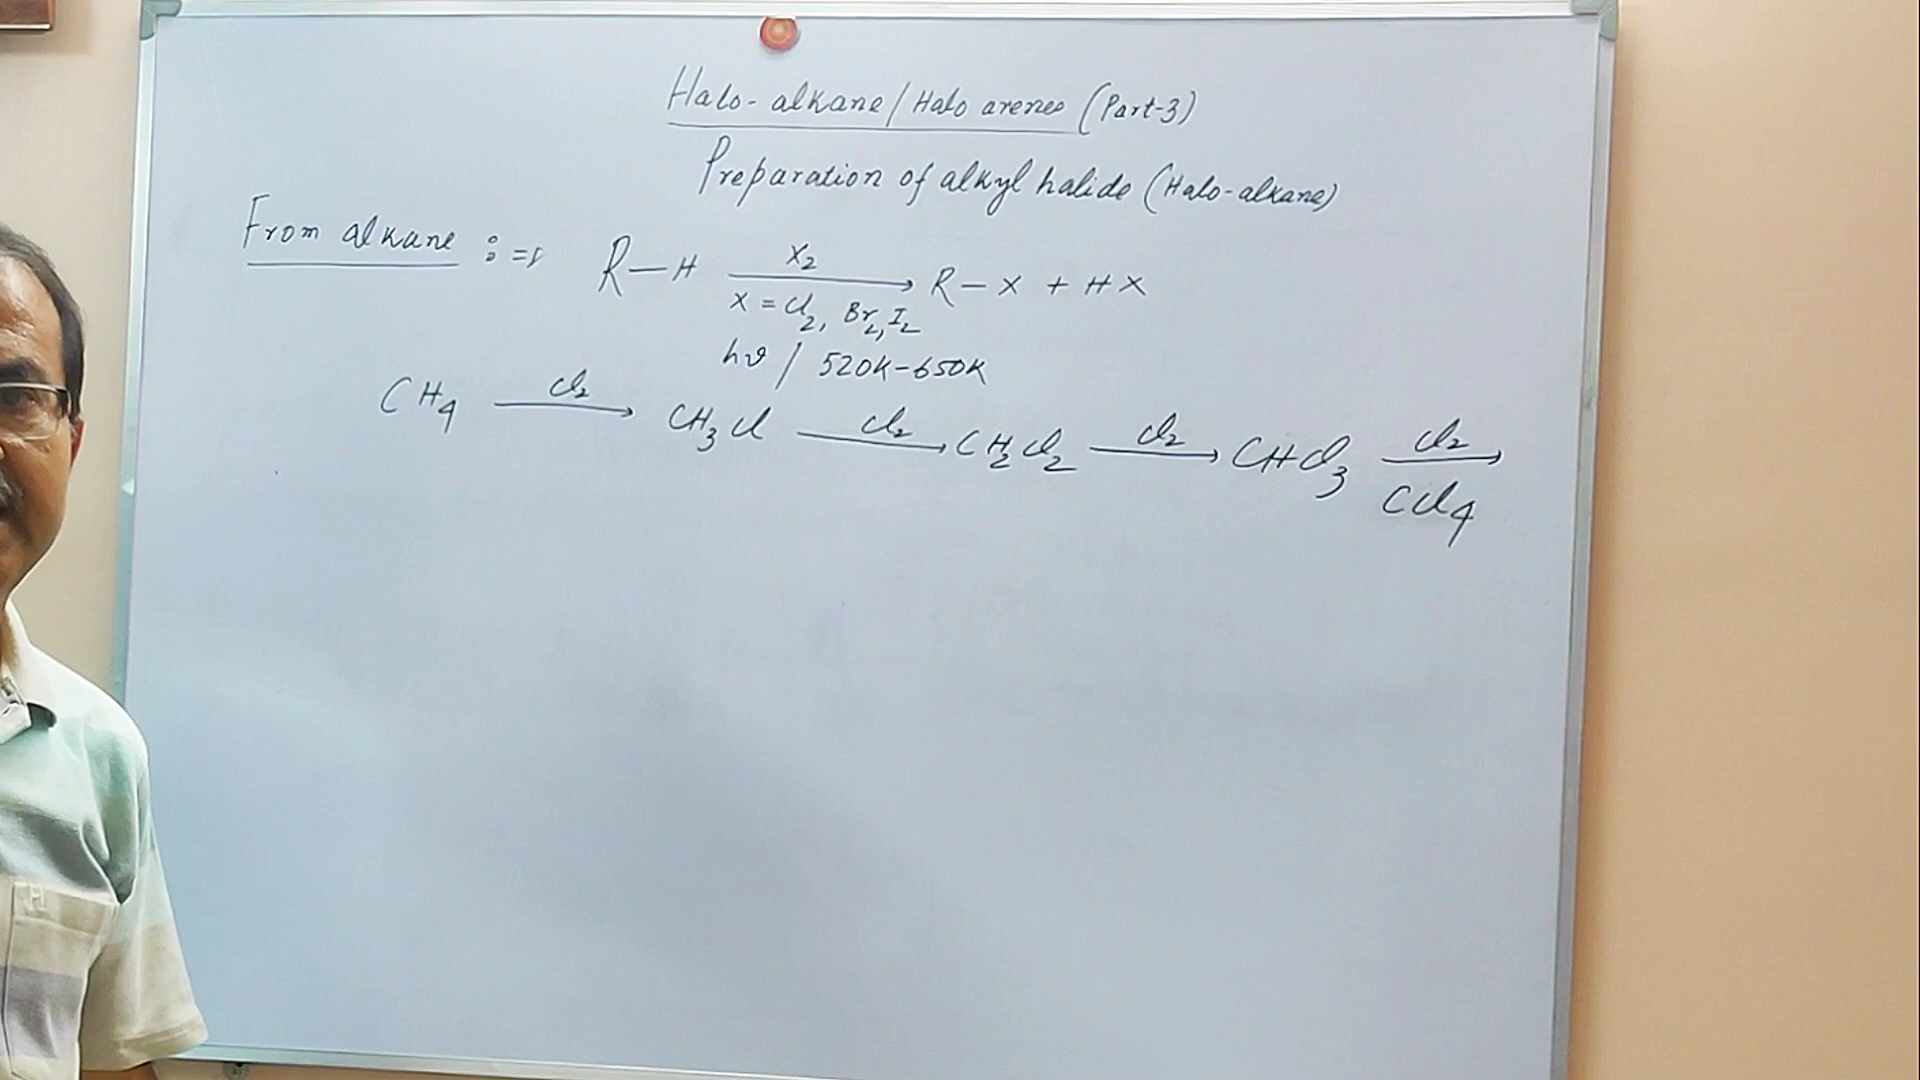 Halo-alkane/Halo arenes (Part-3)
Preparation of alkyl halide (Halo-alkane)
From alkane :⇒ R—H X₂ → R—X + HX
X = Cl₂, Br₂, I₂
hν / 520K-650K
CH₄ Cl₂ → CH₃Cl Cl₂ → CH₂Cl₂ Cl₂ → CHCl₃ Cl₂ →
CCl₄
H